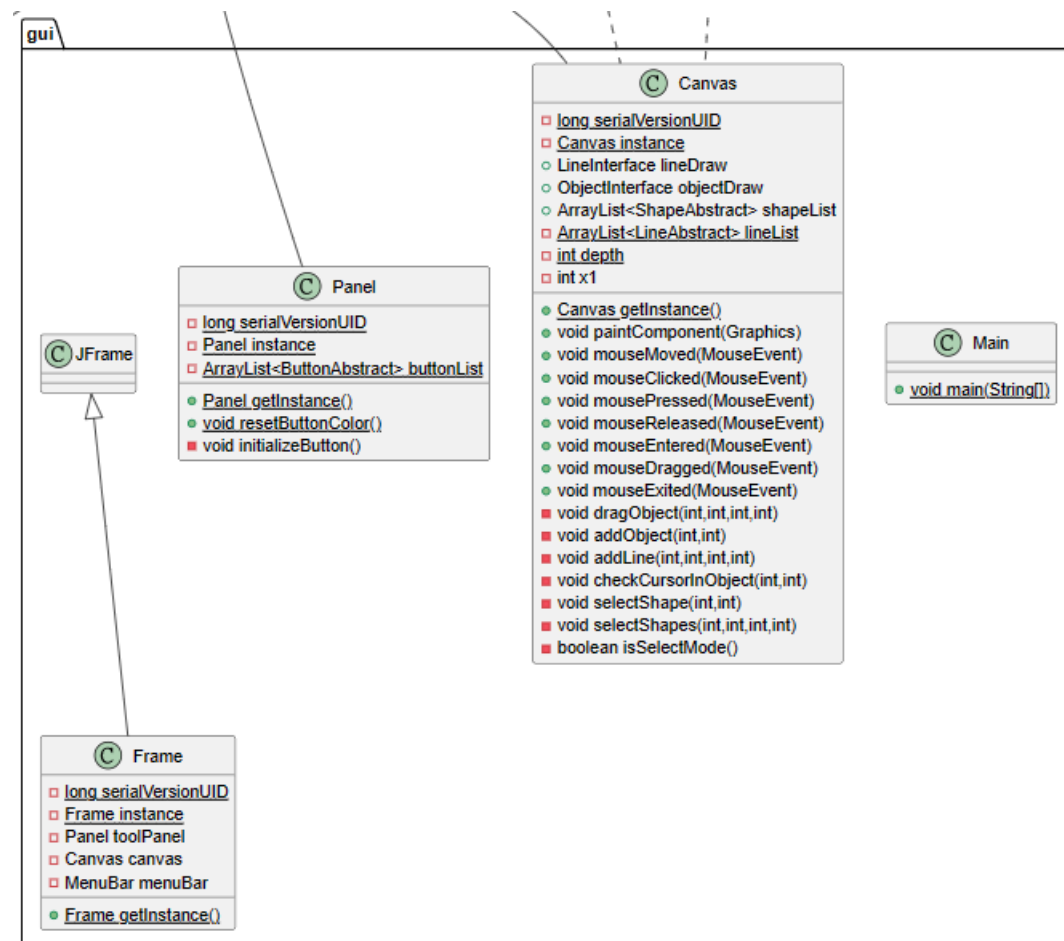 gui
C Canvas
long serialVersionUID
Canvas instance
LineInterface lineDraw
ObjectInterface objectDraw
ArrayList<ShapeAbstract> shapeList
ArrayList<LineAbstract> lineList
int depth
int x1
Canvas getInstance()
void paintComponent(Graphics)
void mouseMoved(MouseEvent)
void mouseClicked(MouseEvent)
void mousePressed(MouseEvent)
void mouseReleased(MouseEvent)
void mouseEntered(MouseEvent)
void mouseDragged(MouseEvent)
void mouseExited(MouseEvent)
void dragObject(int,int,int,int)
void addObject(int,int)
void addLine(int,int,int,int)
void checkCursorInObject(int,int)
void selectShape(int,int)
void selectShapes(int,int,int,int)
boolean isSelectMode()
C Panel
long serialVersionUID
Panel instance
ArrayList<ButtonAbstract> buttonList
Panel getInstance()
void resetButtonColor()
void initializeButton()
C JFrame
C Main
void main(String[])
C Frame
long serialVersionUID
Frame instance
Panel toolPanel
Canvas canvas
MenuBar menuBar
Frame getInstance()